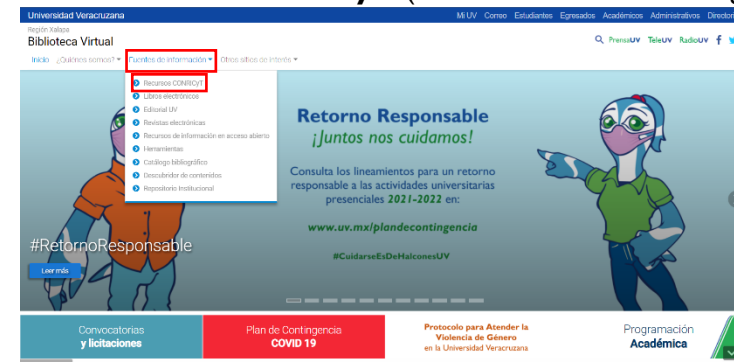 Universidad Veracruzana
Mi UV Correo Estudiantes Egresados Académicos Administrativos
Región Xalapa
Biblioteca Virtual
PrensaUV TeleUV RadioUV
Inicio ¿Quiénes somos? Fuentes de información Otros sitios de interés
Recursos CONRICyT
Libros electrónicos
Editorial UV
Revistas electrónicas
Recursos de información en acceso abierto
Herramientas
Catálogo bibliográfico
Descubridor de contenidos
Repositorio Institucional
Retorno Responsable
¡Juntos nos cuidamos!
Consulta los lineamientos para un retorno
responsable a las actividades universitarias
presenciales 2021-2022 en:
www.uv.mx/plandecontingencia
#CuidarseEsDeHalconesUV
#RetornoResponsable
Leer más
Convocatorias
y licitaciones
Plan de Contingencia
COVID 19
Protocolo para Atender la
Violencia de Género
en la Universidad Veracruzana
Programación
Académica